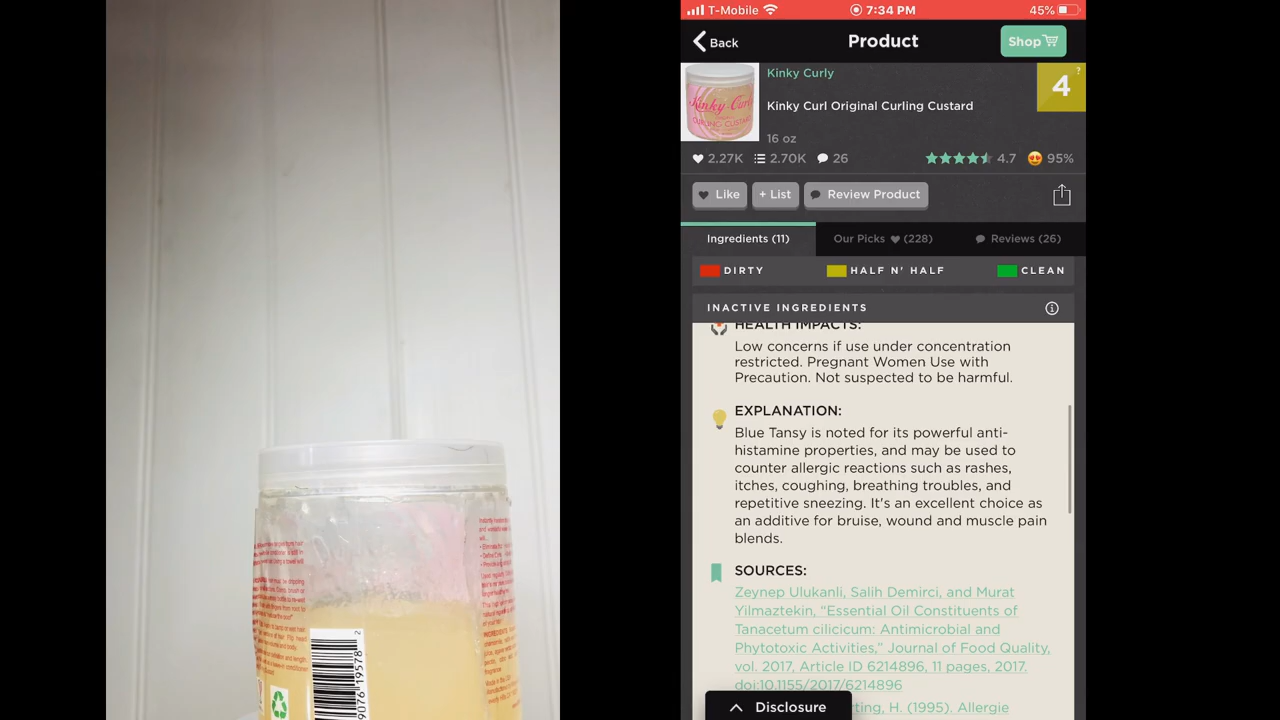 T-Mobile
7:34 PM
45%
Back
Product
Shop
Kinky Curly
4
?
Kinky Curl Original Curling Custard
16 oz
2.27K
2.70K
26
4.7
95%
Like
+ List
Review Product
Ingredients (11)
Our Picks
(228)
Reviews (26)
DIRTY
HALF N' HALF
CLEAN
INACTIVE INGREDIENTS
HEALTH IMPACTS:
Low concerns if use under concentration
restricted. Pregnant Women Use with
Precaution. Not suspected to be harmful.
EXPLANATION:
Blue Tansy is noted for its powerful anti-
histamine properties, and may be used to
counter allergic reactions such as rashes,
itches, coughing, breathing troubles, and
repetitive sneezing. It's an excellent choice as
an additive for bruise, wound and muscle pain
blends.
SOURCES:
Zeynep Ulukanli, Salih Demirci, and Murat
Yilmaztekin, “Essential Oil Constituents of
Tanacetum cilicicum: Antimicrobial and
Phytotoxic Activities,” Journal of Food Quality,
vol. 2017, Article ID 6214896, 11 pages, 2017.
doi:10.1155/2017/6214896
H. (1995). Allergie
Disclosure
Kinky Curly
CURLING CUSTARD
2
9076 19578